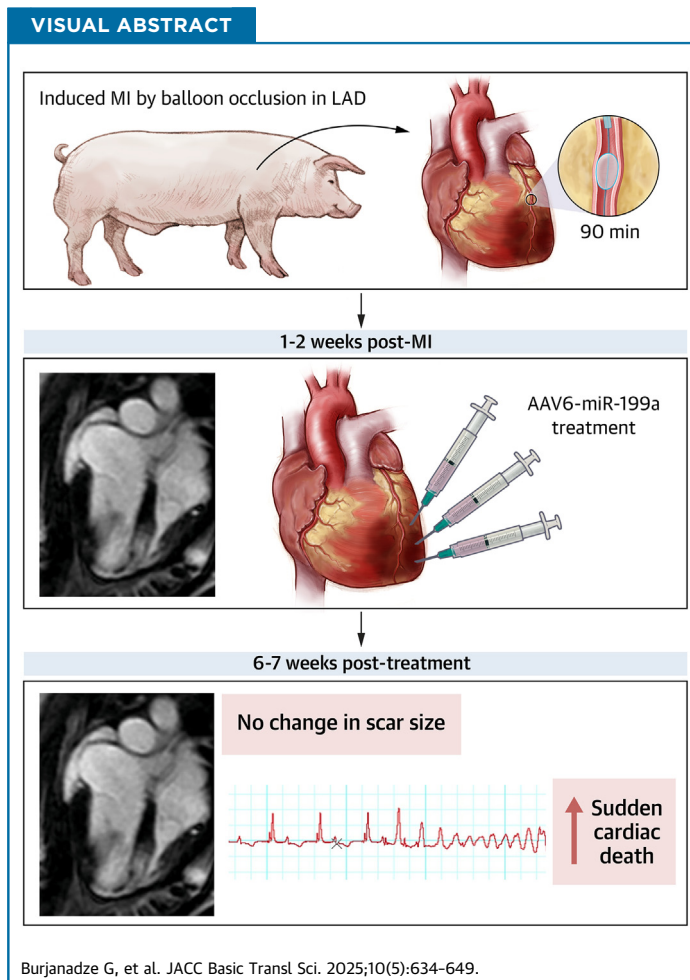 VISUAL ABSTRACT
Induced MI by balloon occlusion in LAD
90 min
1-2 weeks post-MI
AAV6-miR-199a
treatment
6-7 weeks post-treatment
No change in scar size
Sudden
cardiac
death
Burjanadze G, et al. JACC Basic Transl Sci. 2025;10(5):634-649.